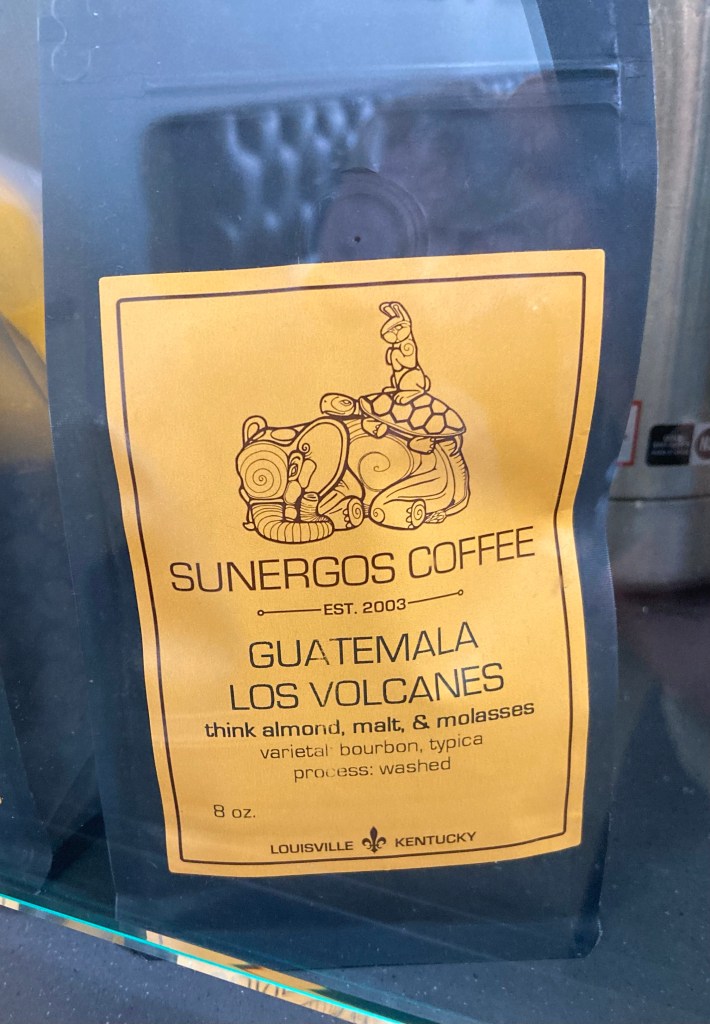 SUNERGOS COFFEE
EST. 2003
GUATEMALA
LOS VOLCANES
think almond, malt, & molasses
varietal: bourbon, typica
process: washed
8 oz.
LOUISVILLE KENTUCKY